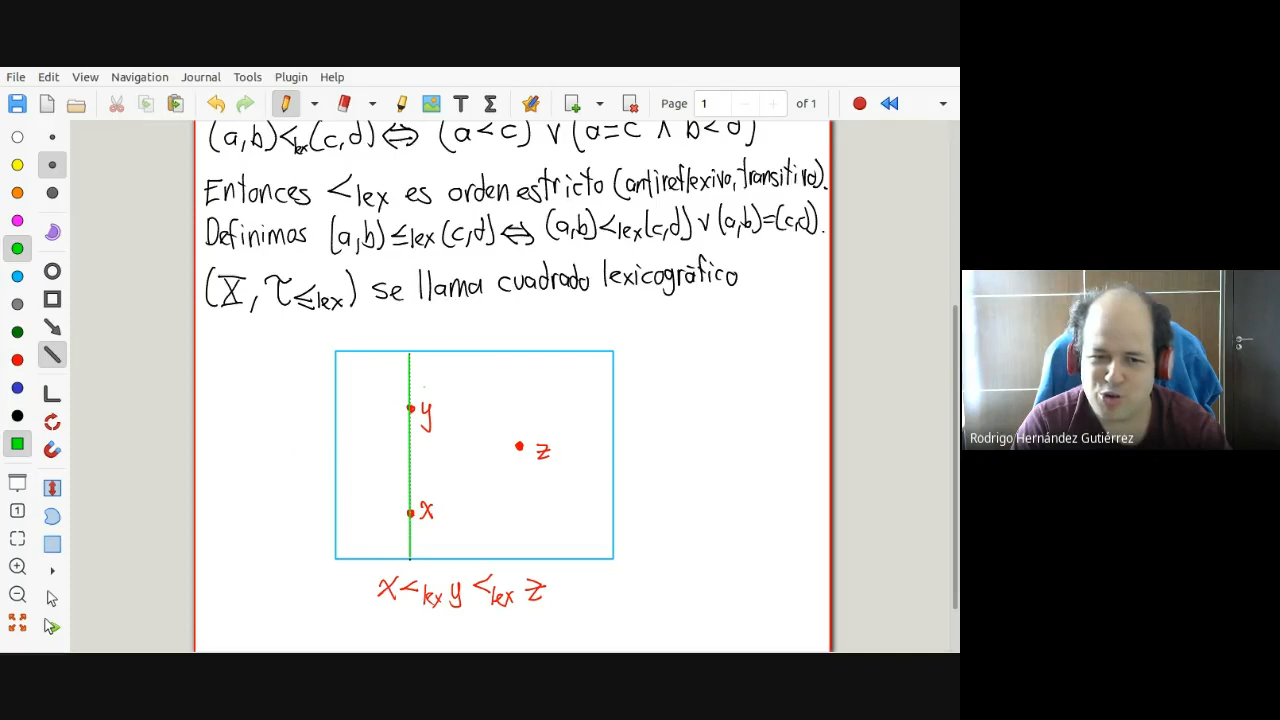 File Edit View Navigation Journal Tools Plugin Help
Page 1 of 1
(a,b)<lex(c,d) ⇔ (a<c) ∨ (a=c ∧ b<d)
Entonces <lex es orden estricto (antireflexivo, transitivo).
Definimos (a,b) ≤lex (c,d) ⇔ (a,b)<lex(c,d) ∨ (a,b)=(c,d).
(X, τ≤lex) se llama cuadrado lexicográfico
y
z
x
x <lex y <lex z
Rodrigo Hernández Gutiérrez